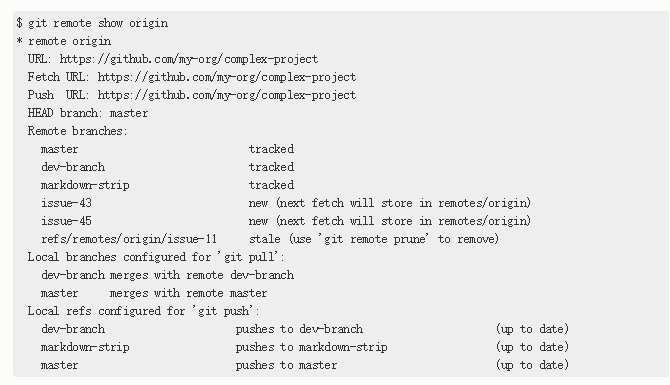 $ git remote show origin
* remote origin
URL: https://github.com/my-org/complex-project
Fetch URL: https://github.com/my-org/complex-project
Push  URL: https://github.com/my-org/complex-project
HEAD branch: master
Remote branches:
master                           tracked
dev-branch                       tracked
markdown-strip                   tracked
issue-43                         new (next fetch will store in remotes/origin)
issue-45                         new (next fetch will store in remotes/origin)
refs/remotes/origin/issue-11     stale (use 'git remote prune' to remove)
Local branches configured for 'git pull':
dev-branch merges with remote dev-branch
master     merges with remote master
Local refs configured for 'git push':
dev-branch                     pushes to dev-branch                     (up to date)
markdown-strip                 pushes to markdown-strip                 (up to date)
master                         pushes to master                         (up to date)